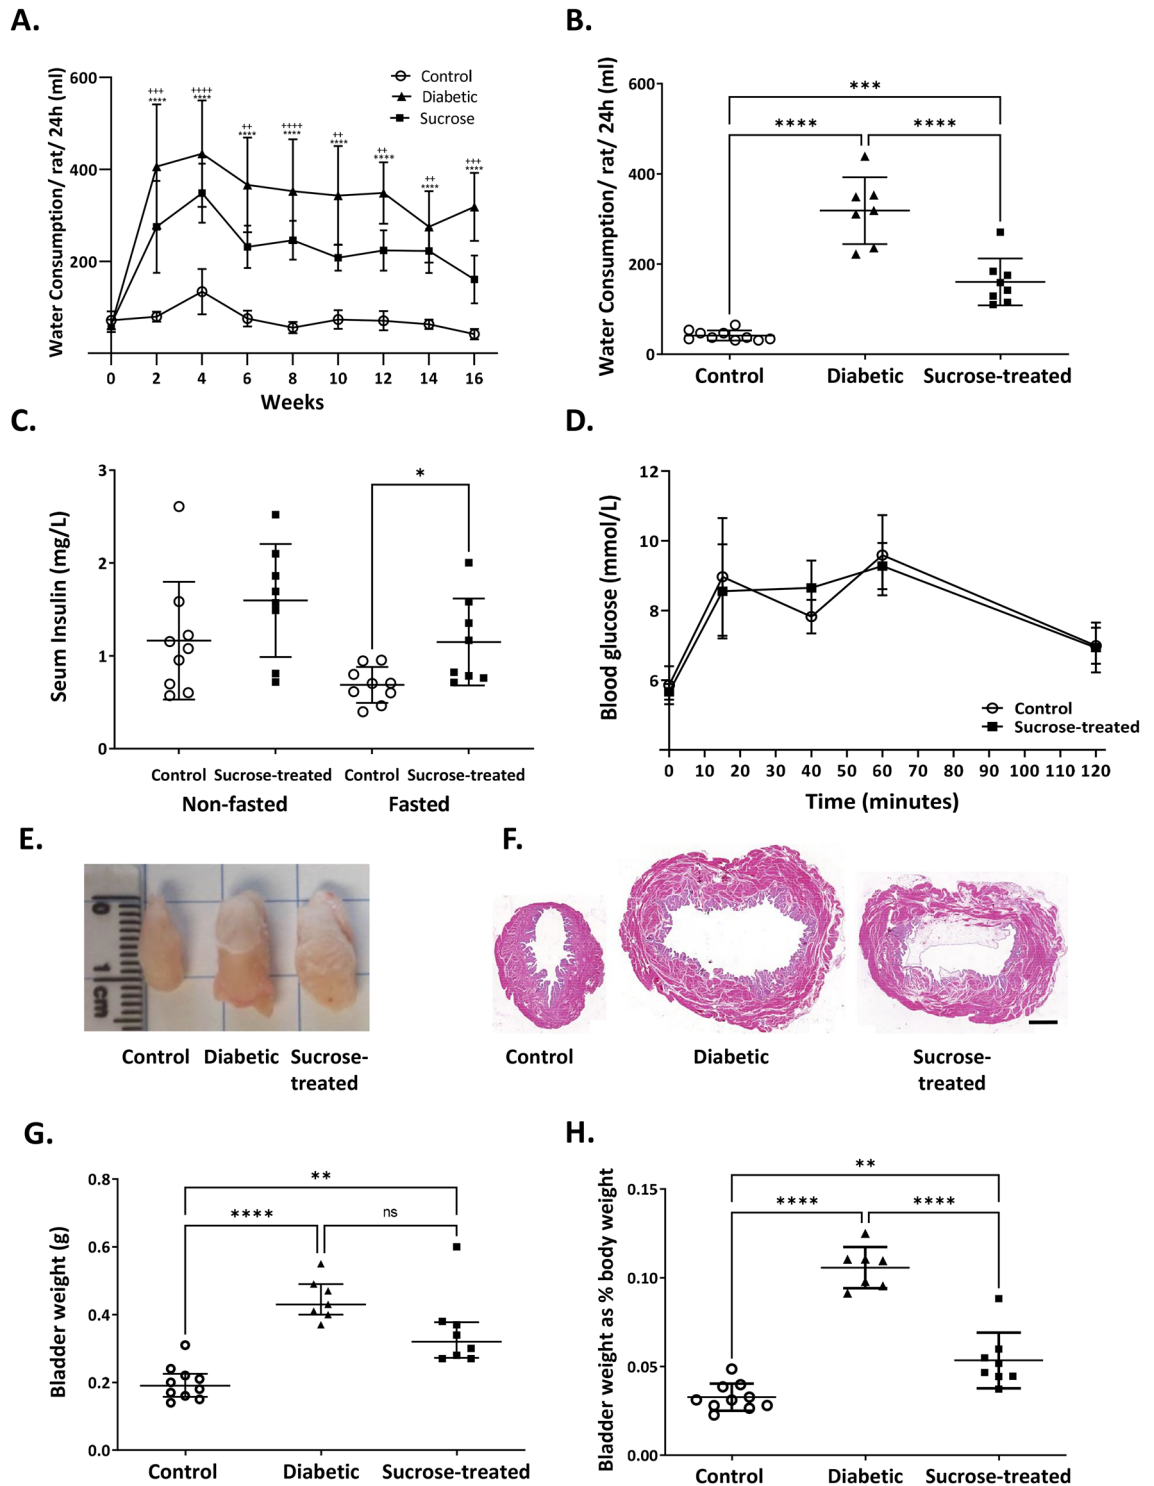 A.
Water Consumption/ rat/ 24h (ml)
600
400
200
0 2 4 6 8 10 12 14 16
Weeks
Control
Diabetic
Sucrose
+++
****
++++
****
++
****
++++
****
++
****
++
****
++
****
+++
****
B.
Water Consumption/ rat/ 24h (ml)
600
400
200
0
***
**** ****
Control Diabetic Sucrose-treated
C.
Seum Insulin (mg/L)
3
2
1
0
*
Control Sucrose-treated Control Sucrose-treated
Non-fasted Fasted
D.
Blood glucose (mmol/L)
12
10
8
6
Control
Sucrose-treated
0 10 20 30 40 50 60 70 80 90 100 110 120
Time (minutes)
E.
0
1 cm
Control Diabetic Sucrose-
treated
F.
Control Diabetic Sucrose-
treated
G.
Bladder weight (g)
0.8
0.6
0.4
0.2
0.0
**
**** ns
Control Diabetic Sucrose-treated
H.
Bladder weight as % body weight
0.15
0.10
0.05
0.00
**
**** ****
Control Diabetic Sucrose-treated